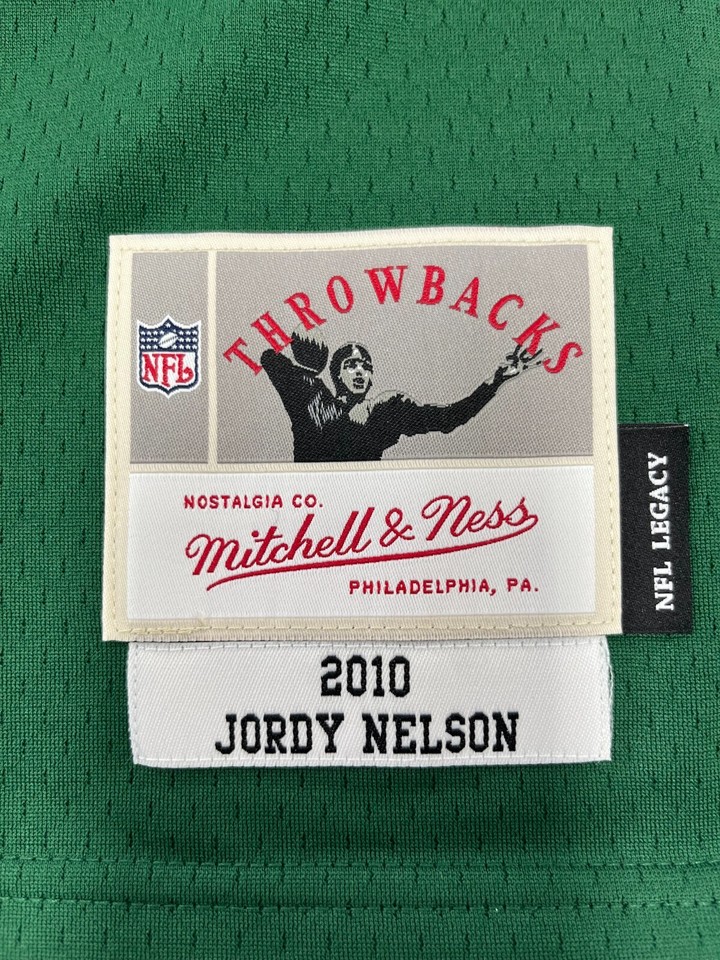 THROWBACKS
NFL
NOSTALGIA CO.
Mitchell & Ness
PHILADELPHIA, PA.
NFL LEGACY
2010
JORDY NELSON